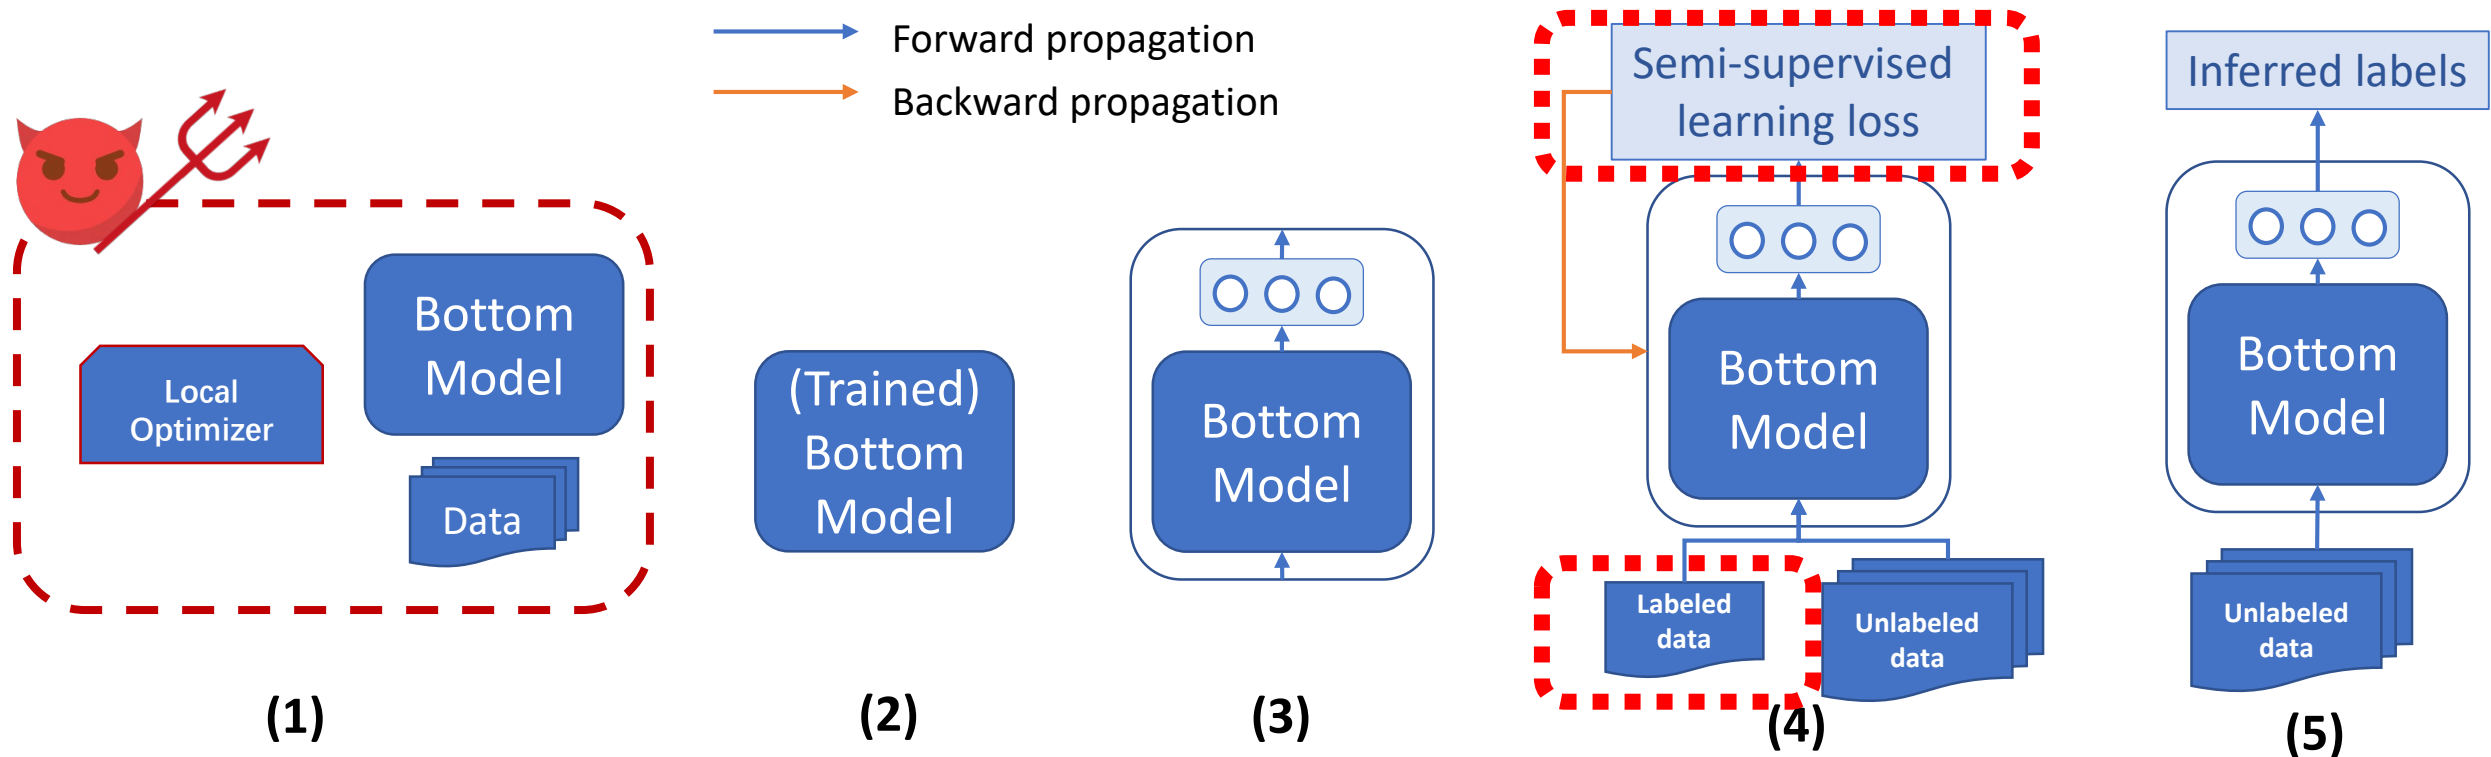 Forward propagation
Backward propagation
Local
Optimizer
Bottom
Model
Data
(1)
(Trained)
Bottom
Model
(2)
Bottom
Model
(3)
Semi-supervised
learning loss
Bottom
Model
Labeled
data
Unlabeled
data
(4)
Inferred labels
Bottom
Model
Unlabeled
data
(5)